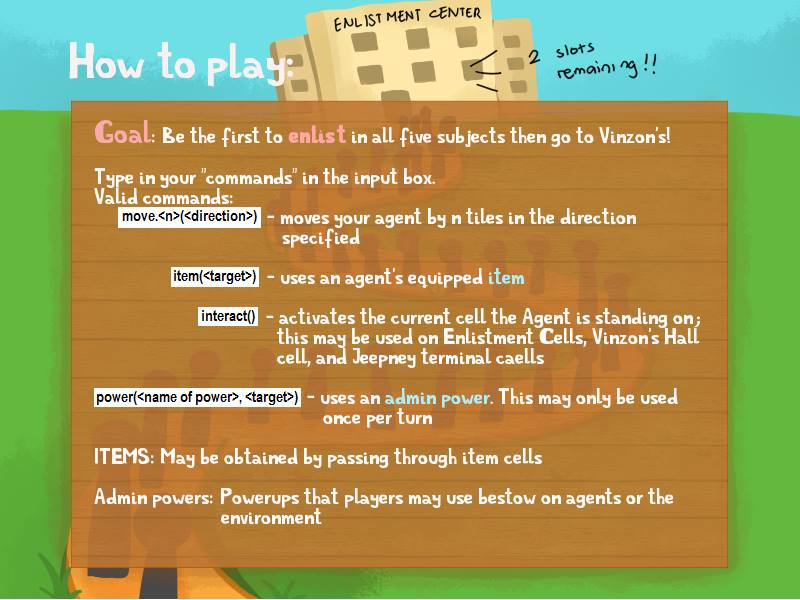 ENLISTMENT CENTER
2 slots
remaining!!
How to play:
Goal: Be the first to enlist in all five subjects then go to Vinzon's!
Type in your "commands" in the input box.
Valid commands:
move.<n>(<direction>) - moves your agent by n tiles in the direction
specified
item(<target>) - uses an agent's equipped item
interact() - activates the current cell the Agent is standing on;
this may be used on Enlistment Cells, Vinzon's Hall
cell, and Jeepney terminal caells
power(<name of power>, <target>) - uses an admin power. This may only be used
once per turn
ITEMS: May be obtained by passing through item cells
Admin powers: Powerups that players may use bestow on agents or the
environment